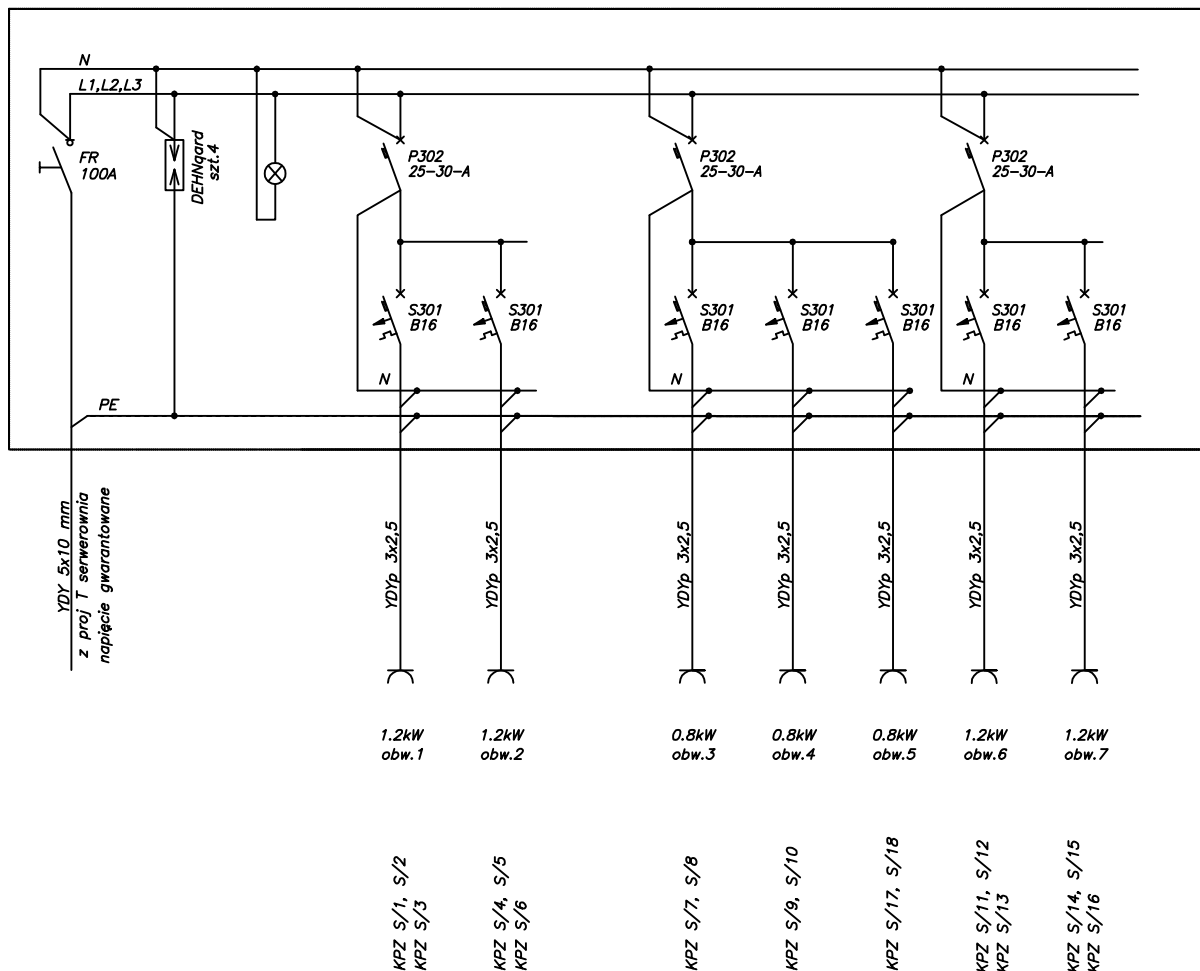 N
L1,L2,L3
FR
100A
DEHNgard
szt.4
P302
25-30-A
P302
25-30-A
P302
25-30-A
S301
B16
S301
B16
S301
B16
S301
B16
S301
B16
S301
B16
S301
B16
N
N
N
PE
YDY 5x10 mm
z proj T serwerownia
napięcie gwarantowane
YDYp 3x2,5
YDYp 3x2,5
YDYp 3x2,5
YDYp 3x2,5
YDYp 3x2,5
YDYp 3x2,5
YDYp 3x2,5
1.2kW
obw.1
1.2kW
obw.2
0.8kW
obw.3
0.8kW
obw.4
0.8kW
obw.5
1.2kW
obw.6
1.2kW
obw.7
KPZ S/1, S/2
KPZ S/3
KPZ S/4, S/5
KPZ S/6
KPZ S/7, S/8
KPZ S/9, S/10
KPZ S/17, S/18
KPZ S/11, S/12
KPZ S/13
KPZ S/14, S/15
KPZ S/16